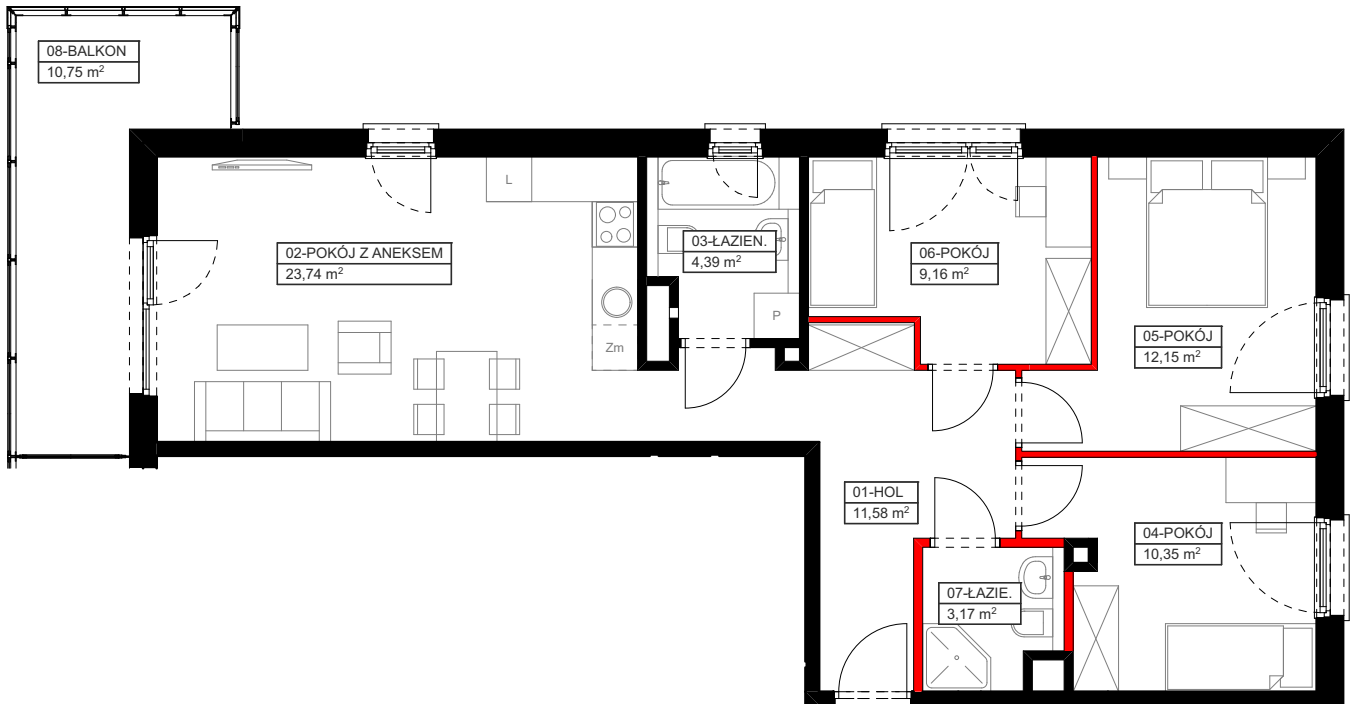 08-BALKON
10,75 m²
L
02-POKÓJ Z ANEKSEM
23,74 m²
03-ŁAZIEN.
4,39 m²
06-POKÓJ
9,16 m²
P
Zm
05-POKÓJ
12,15 m²
01-HOL
11,58 m²
04-POKÓJ
10,35 m²
07-ŁAZIE.
3,17 m²